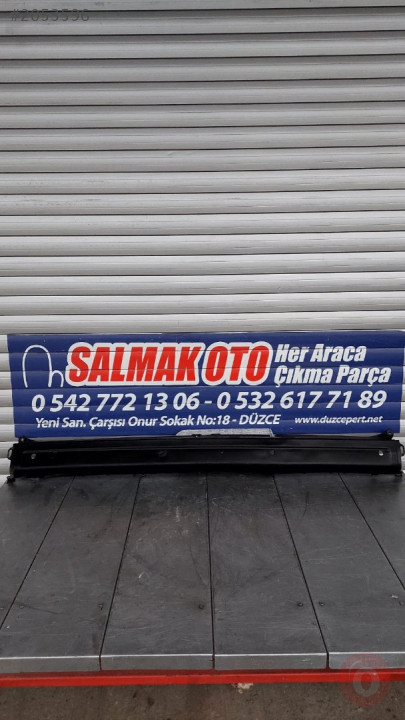 SALMAK OTO
Her Araca
Çıkma Parça
0 542 772 13 06 - 0 532 617 71 89
Yeni San. Çarşısı Onur Sokak No:18 - DÜZCE
www.duzcepert.net